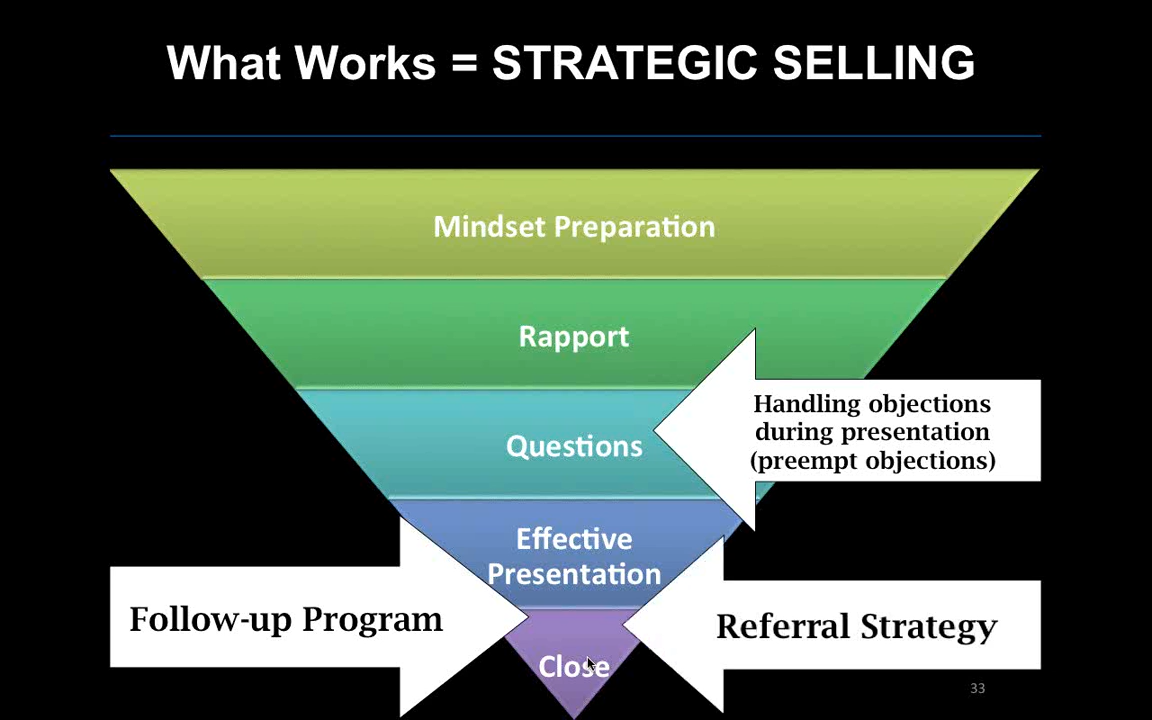 What Works = STRATEGIC SELLING
Mindset Preparation
Rapport
Questions
Handling objections
during presentation
(preempt objections)
Effective
Presentation
Follow-up Program
Referral Strategy
Close
33